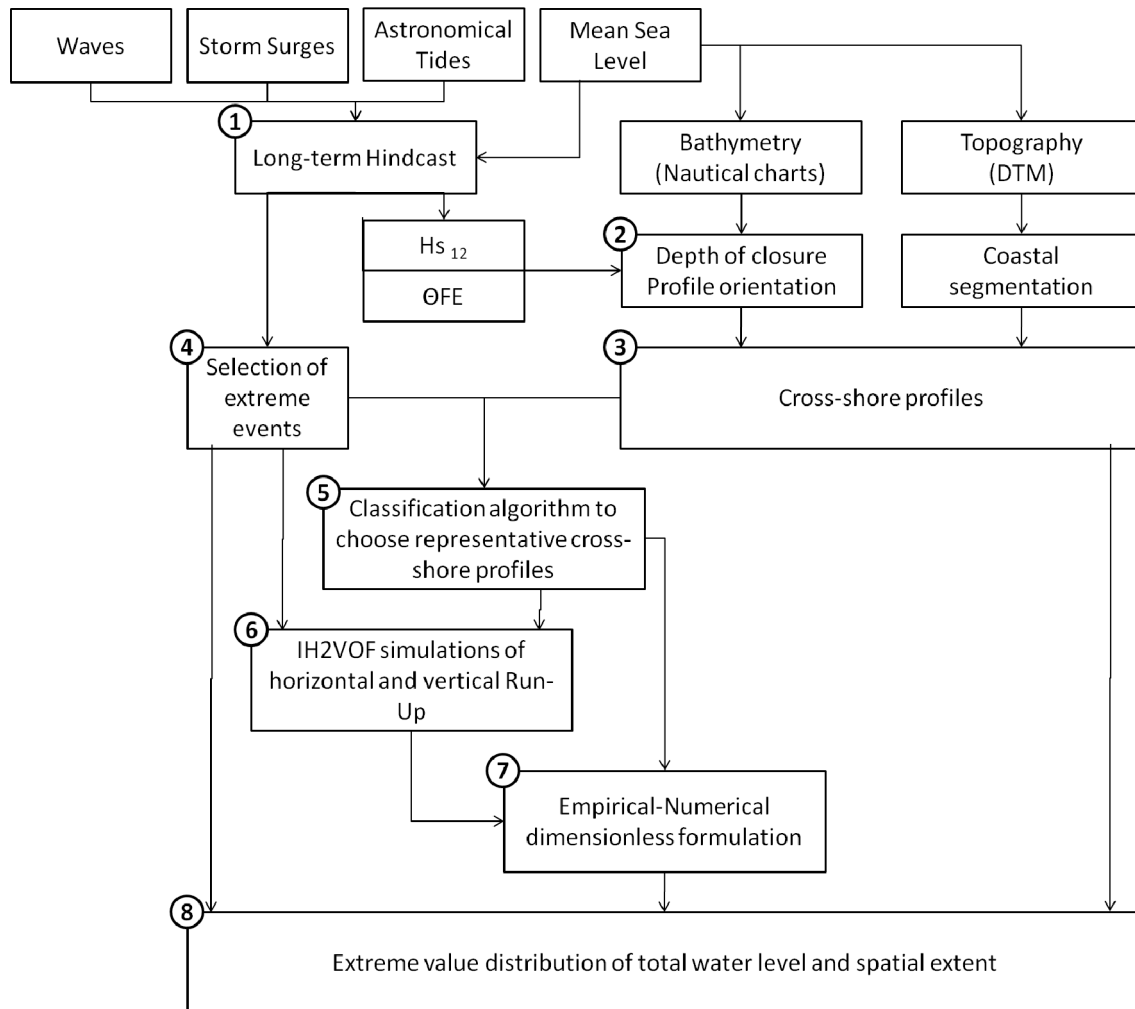 Waves
Storm Surges
Astronomical
Tides
Mean Sea
Level
1
Long-term Hindcast
Bathymetry
(Nautical charts)
Topography
(DTM)
Hs 12
ΘFE
2
Depth of closure
Profile orientation
Coastal
segmentation
4
Selection of
extreme
events
3
Cross-shore profiles
5
Classification algorithm to
choose representative cross-
shore profiles
6
IH2VOF simulations of
horizontal and vertical Run-
Up
7
Empirical-Numerical
dimensionless formulation
8
Extreme value distribution of total water level and spatial extent